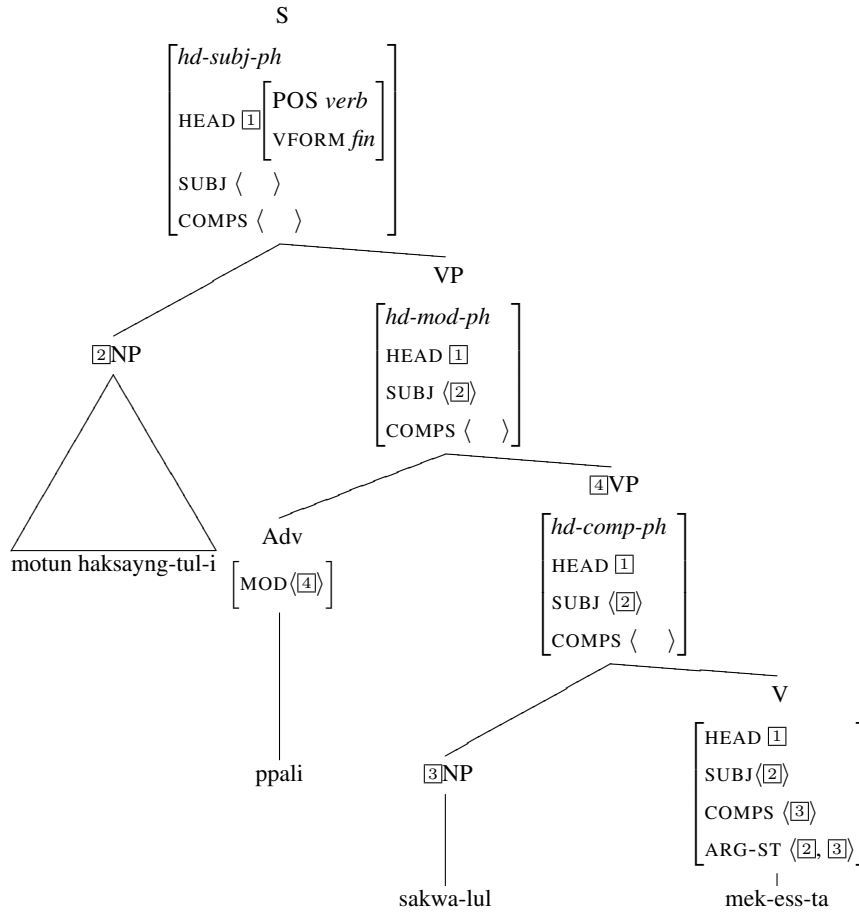 S
hd-subj-ph
HEAD 1 [POS verb
VFORM fin]
SUBJ ⟨ ⟩
COMPS ⟨ ⟩
VP
hd-mod-ph
HEAD 1
SUBJ ⟨2⟩
COMPS ⟨ ⟩
2NP
motun haksayng-tul-i
Adv
[MOD⟨4⟩]
ppali
4VP
hd-comp-ph
HEAD 1
SUBJ ⟨2⟩
COMPS ⟨ ⟩
3NP
sakwa-lul
V
HEAD 1
SUBJ⟨2⟩
COMPS ⟨3⟩
ARG-ST ⟨2, 3⟩
mek-ess-ta